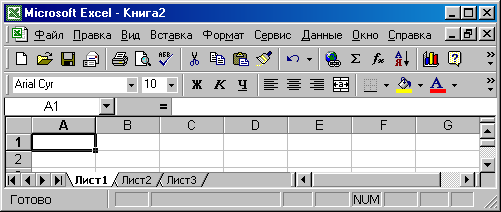 Microsoft Excel - Книга2
Файл Правка Вид Вставка Формат Сервис Данные Окно Справка
Arial Cyr 10 Ж К Ч
A1 =
A B C D E F G
1
2
Лист1 Лист2 Лист3
Готово NUM